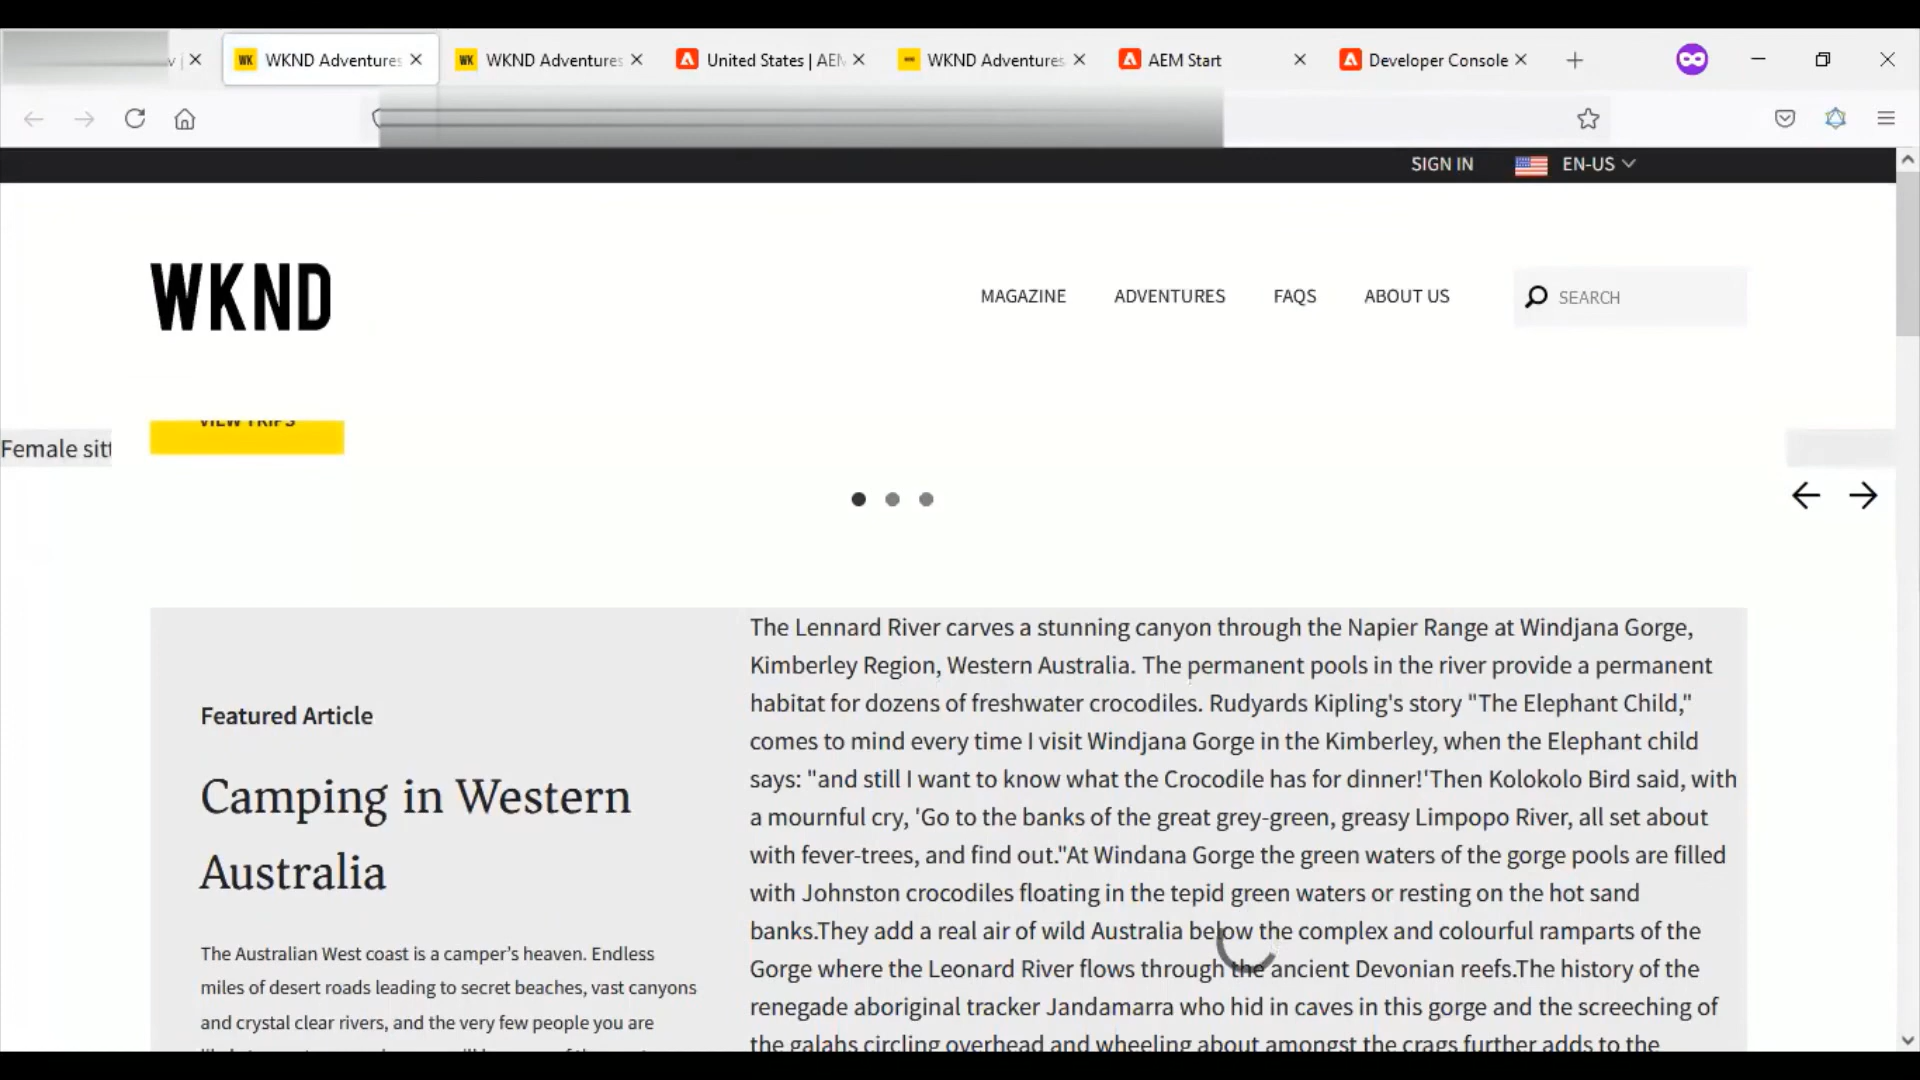 WKND Adventures
WKND Adventures
United States | AEM
WKND Adventures
AEM Start
Developer Console
SIGN IN
EN-US
WKND
MAGAZINE
ADVENTURES
FAQS
ABOUT US
SEARCH
VIEW TRIPS
Female sitt
Featured Article
Camping in Western
Australia
The Australian West coast is a camper’s heaven. Endless
miles of desert roads leading to secret beaches, vast canyons
and crystal clear rivers, and the very few people you are
The Lennard River carves a stunning canyon through the Napier Range at Windjana Gorge,
Kimberley Region, Western Australia. The permanent pools in the river provide a permanent
habitat for dozens of freshwater crocodiles. Rudyards Kipling's story "The Elephant Child,"
comes to mind every time I visit Windjana Gorge in the Kimberley, when the Elephant child
says: "and still I want to know what the Crocodile has for dinner!'Then Kolokolo Bird said, with
a mournful cry, 'Go to the banks of the great grey-green, greasy Limpopo River, all set about
with fever-trees, and find out."At Windana Gorge the green waters of the gorge pools are filled
with Johnston crocodiles floating in the tepid green waters or resting on the hot sand
banks.They add a real air of wild Australia below the complex and colourful ramparts of the
Gorge where the Leonard River flows through the ancient Devonian reefs.The history of the
renegade aboriginal tracker Jandamarra who hid in caves in this gorge and the screeching of
the galahs circling overhead and wheeling about amongst the crags further adds to the